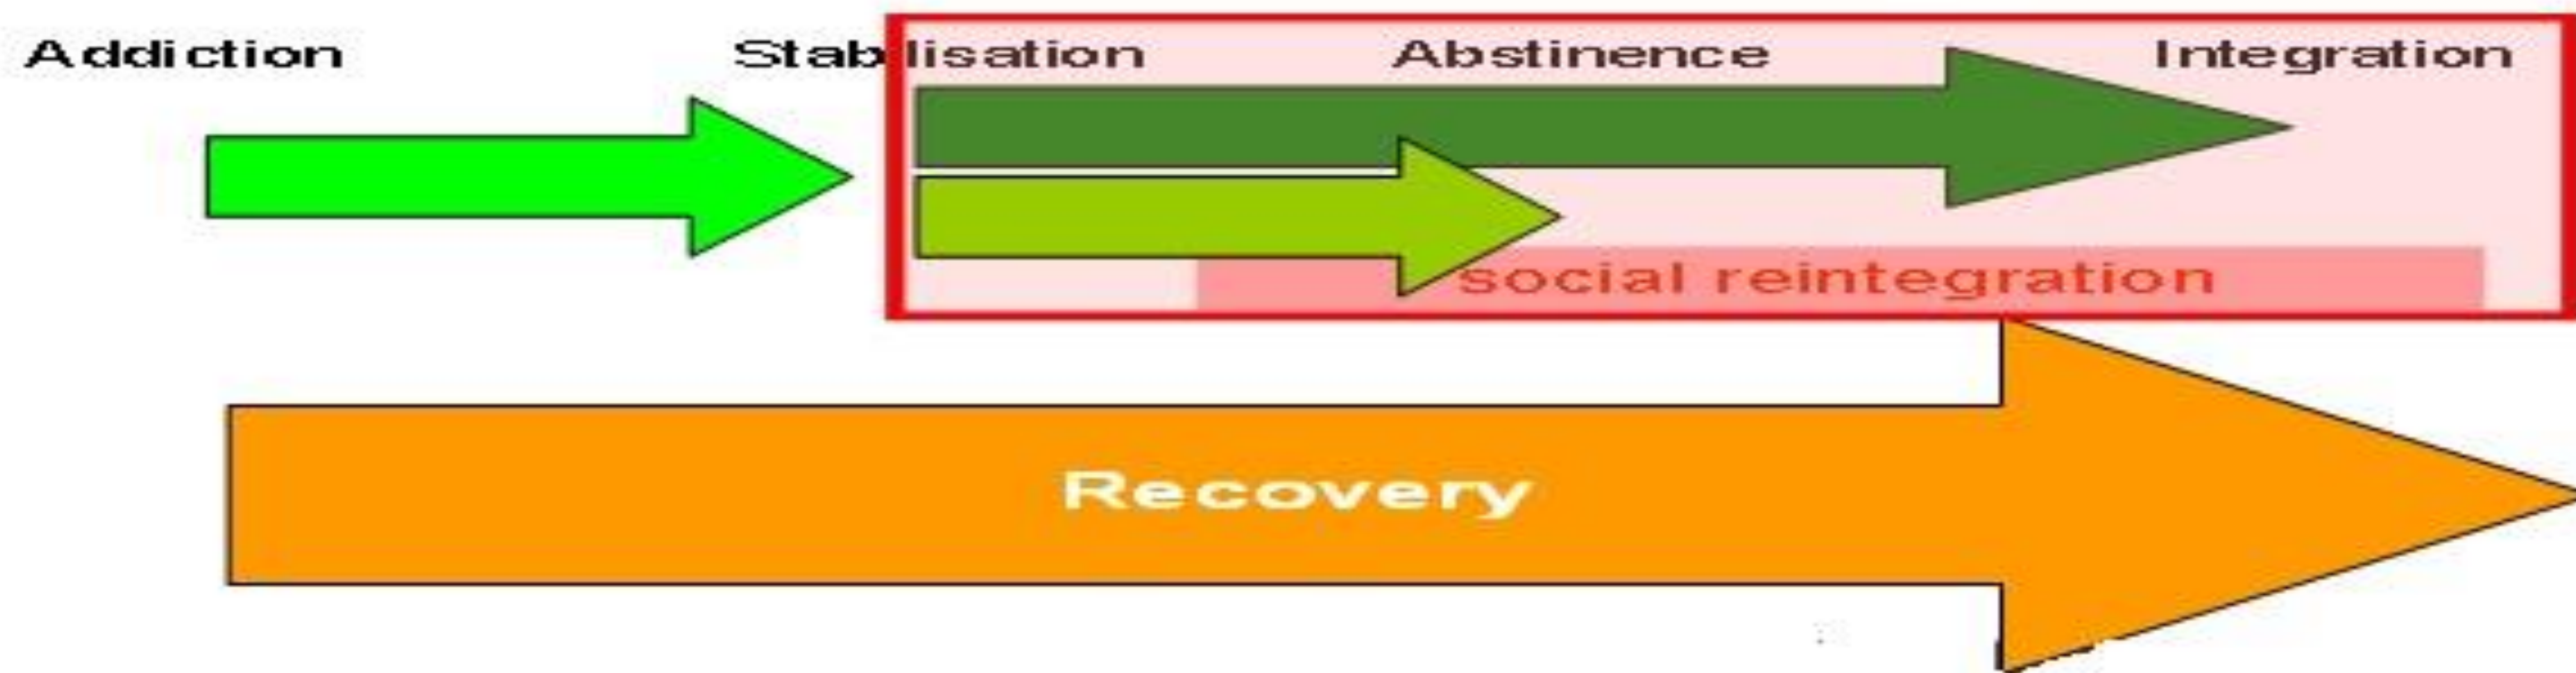 Addiction Stabilisation Abstinence Integration
social reintegration
Recovery